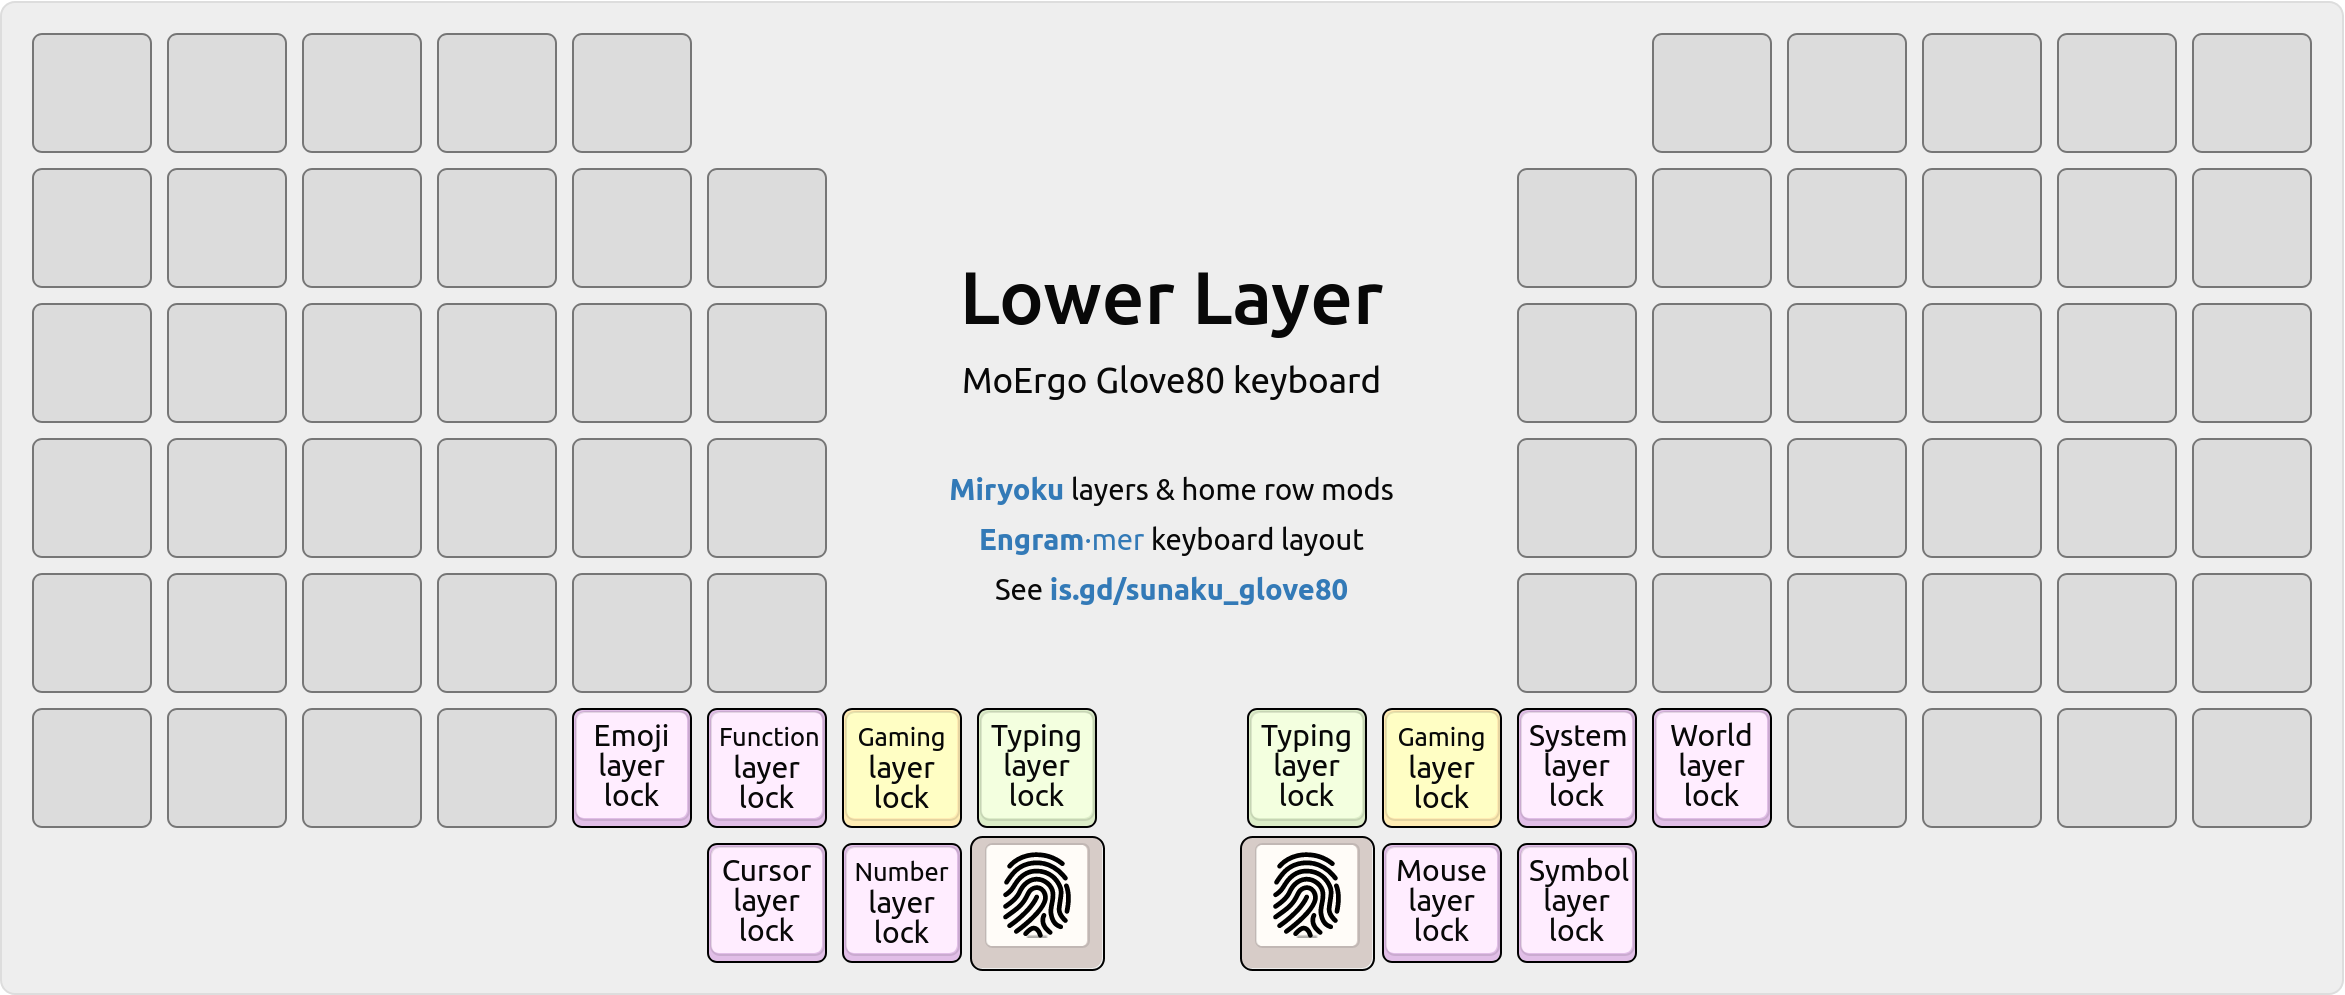 Lower Layer
MoErgo Glove80 keyboard
Miryoku layers & home row mods
Engram·mer keyboard layout
See is.gd/sunaku_glove80
Emoji
layer
lock
Function
layer
lock
Gaming
layer
lock
Typing
layer
lock
Typing
layer
lock
Gaming
layer
lock
System
layer
lock
World
layer
lock
Cursor
layer
lock
Number
layer
lock
Mouse
layer
lock
Symbol
layer
lock